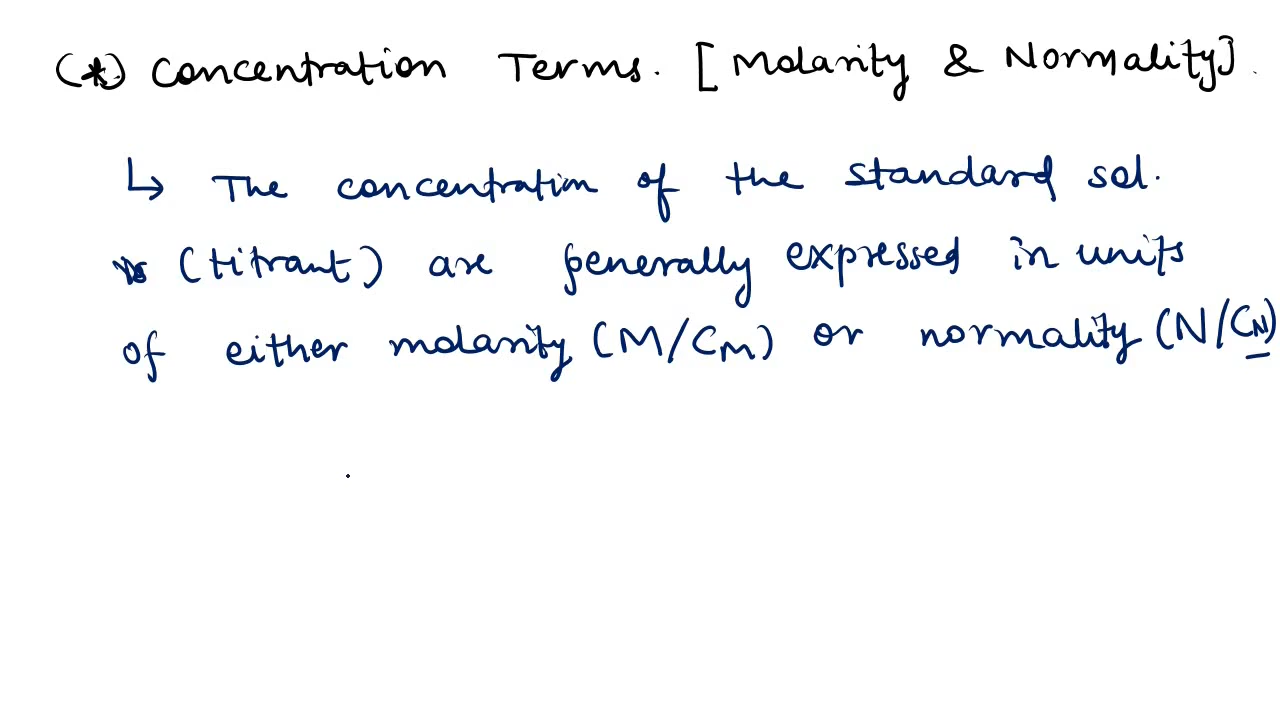 (*) Concentration Terms. [Molarity & Normality].
↳ The concentration of the standard sol.
(titrant) are generally expressed in units
of either molarity (M/CM) or normality (N/CN)